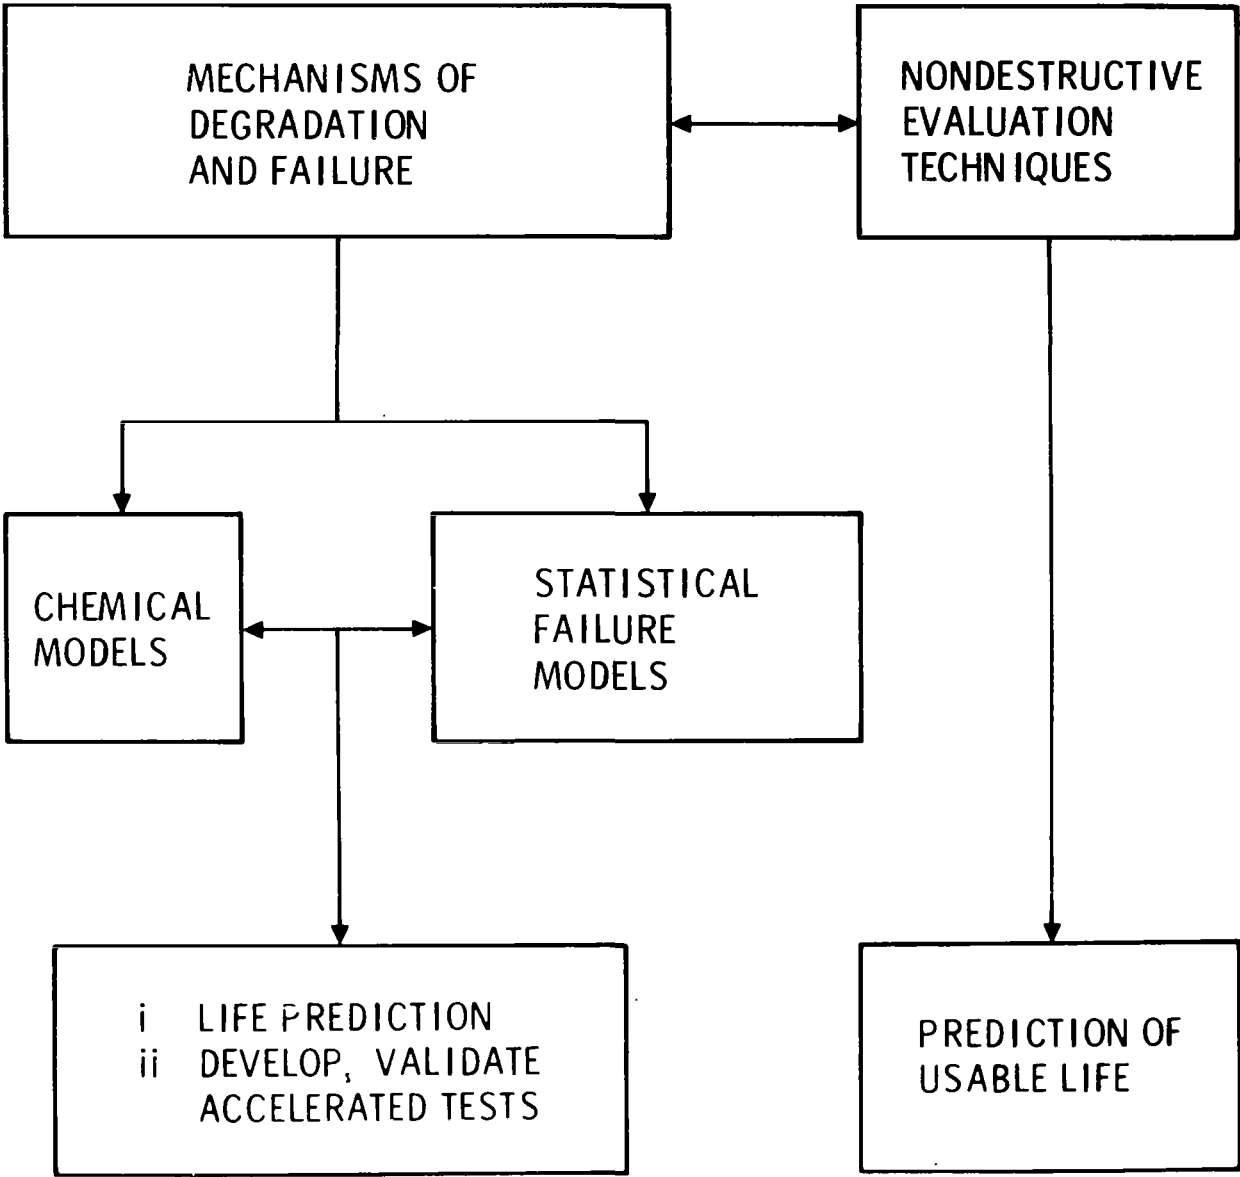 MECHANISMS OF
DEGRADATION
AND FAILURE
NONDESTRUCTIVE
EVALUATION
TECHNIQUES
CHEMICAL
MODELS
STATISTICAL
FAILURE
MODELS
i LIFE PREDICTION
ii DEVELOP, VALIDATE
ACCELERATED TESTS
PREDICTION OF
USABLE LIFE